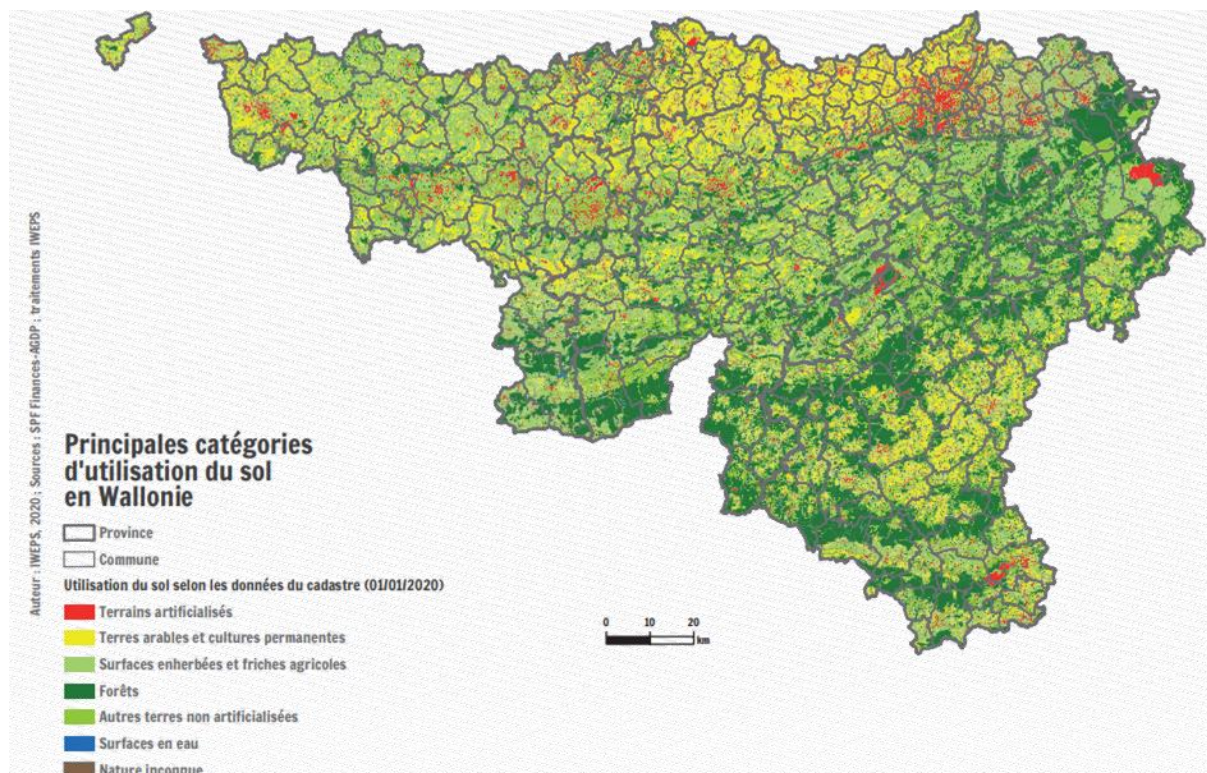 Auteur : IWEPS, 2020 ; Sources : SPF Finances-AGDP ; traitements IWEPS
Principales catégories
d'utilisation du sol
en Wallonie
Province
Commune
Utilisation du sol selon les données du cadastre (01/01/2020)
Terrains artificialisés
Terres arables et cultures permanentes
Surfaces enherbées et friches agricoles
Forêts
Autres terres non artificialisées
Surfaces en eau
Nature inconnue
0 10 20
km